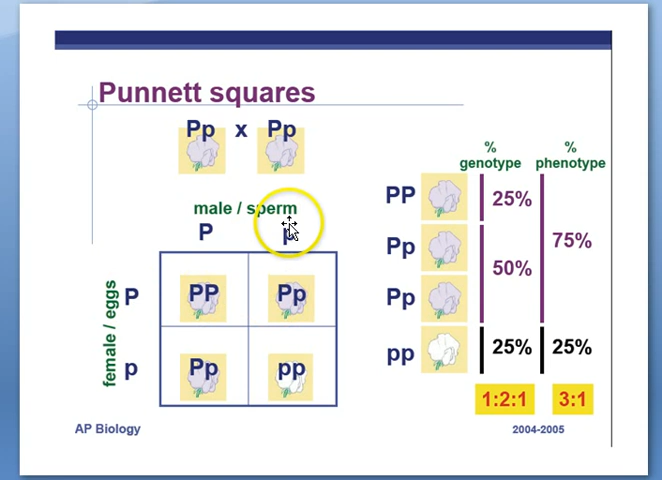 Punnett squares
Pp x Pp
male / sperm
P p
female / eggs
P PP Pp
p Pp pp
% genotype
% phenotype
PP 25%
Pp 50% 75%
Pp
pp 25% 25%
1:2:1 3:1
AP Biology
2004-2005